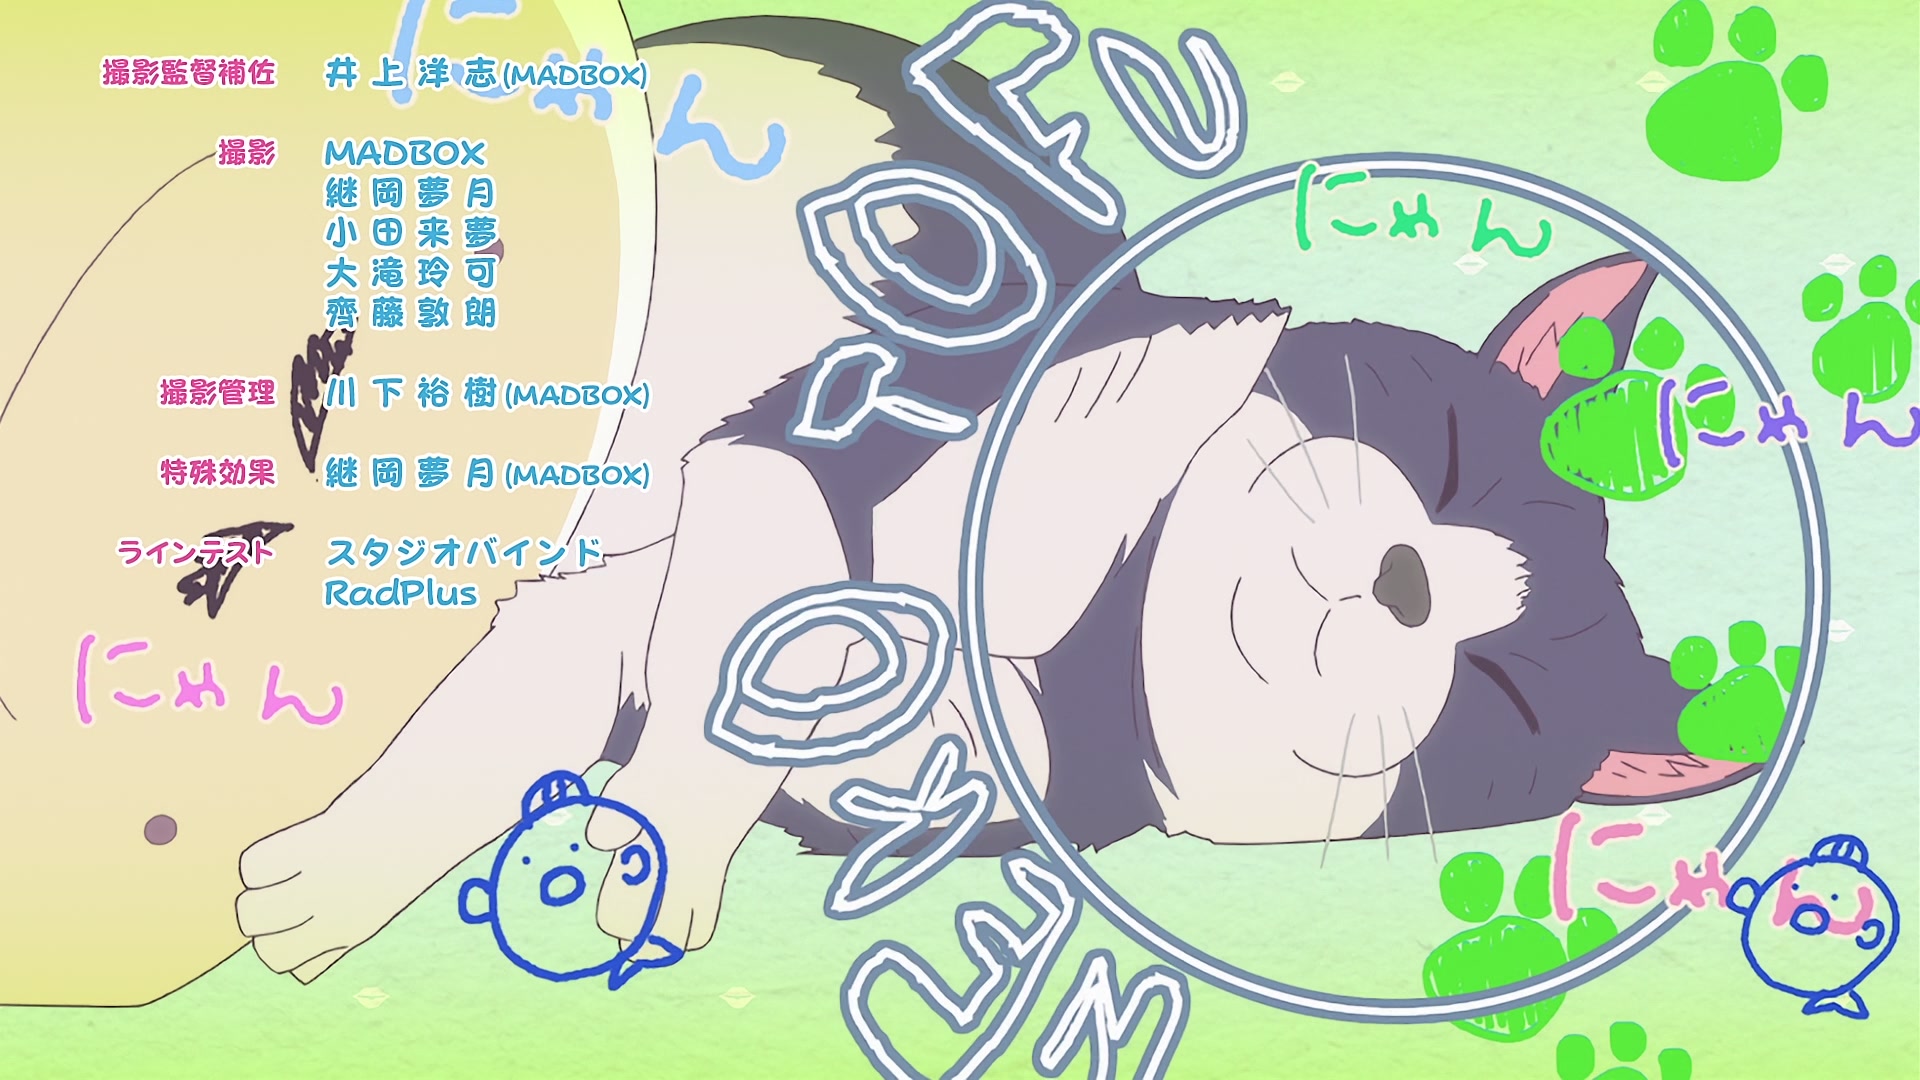 にゃん
撮影監督補佐 井上洋志(MADBOX)
撮影 MADBOX
継岡夢月
小田来夢
大滝玲可
齊藤敦朗
撮影管理 川下裕樹(MADBOX)
特殊効果 継岡夢月(MADBOX)
ラインテスト スタジオバインド
RadPlus
にゃん
にゃん
にゃん
にゃん